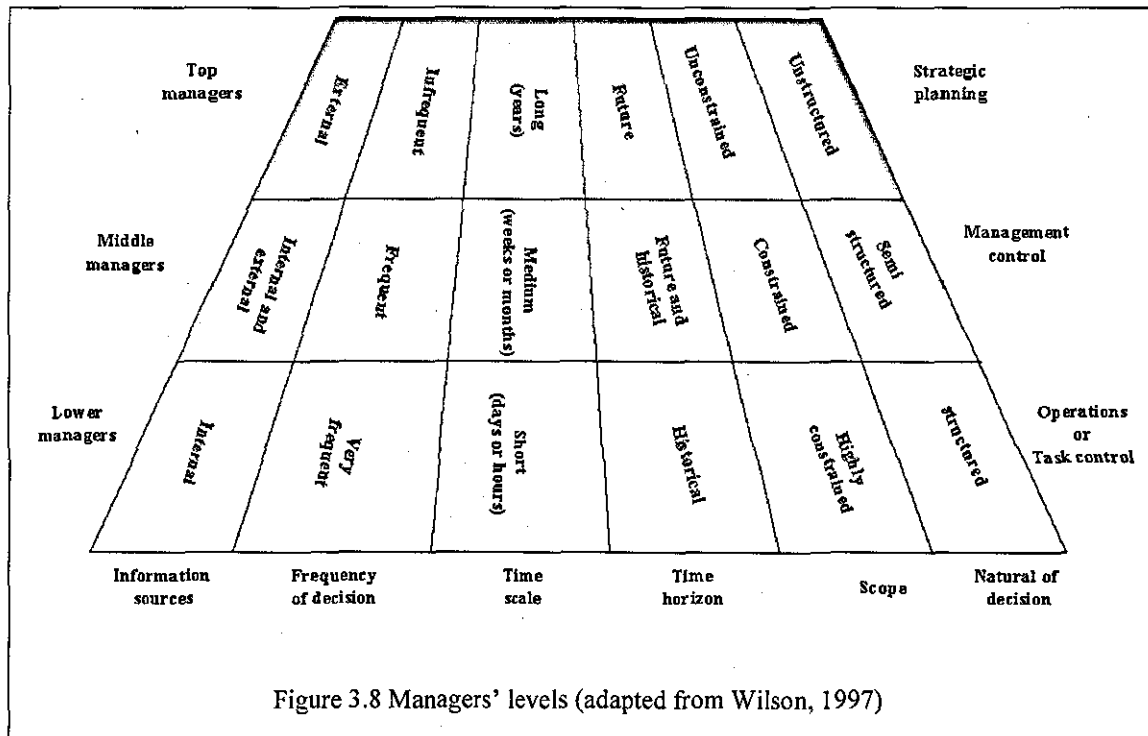 Top
managers
External
Infrequent
Long
(years)
Future
Unconstrained
Unstructured
Strategic
planning
Middle
managers
Internal and
external
Frequent
Medium
(weeks or months)
Future and
historical
Constrained
Semi
structured
Management
control
Lower
managers
Internal
Very
frequent
Short
(days or hours)
Historical
Highly
constrained
structured
Operations
or
Task control
Information
sources
Frequency
of decision
Time
scale
Time
horizon
Scope
Natural of
decision
Figure 3.8 Managers' levels (adapted from Wilson, 1997)